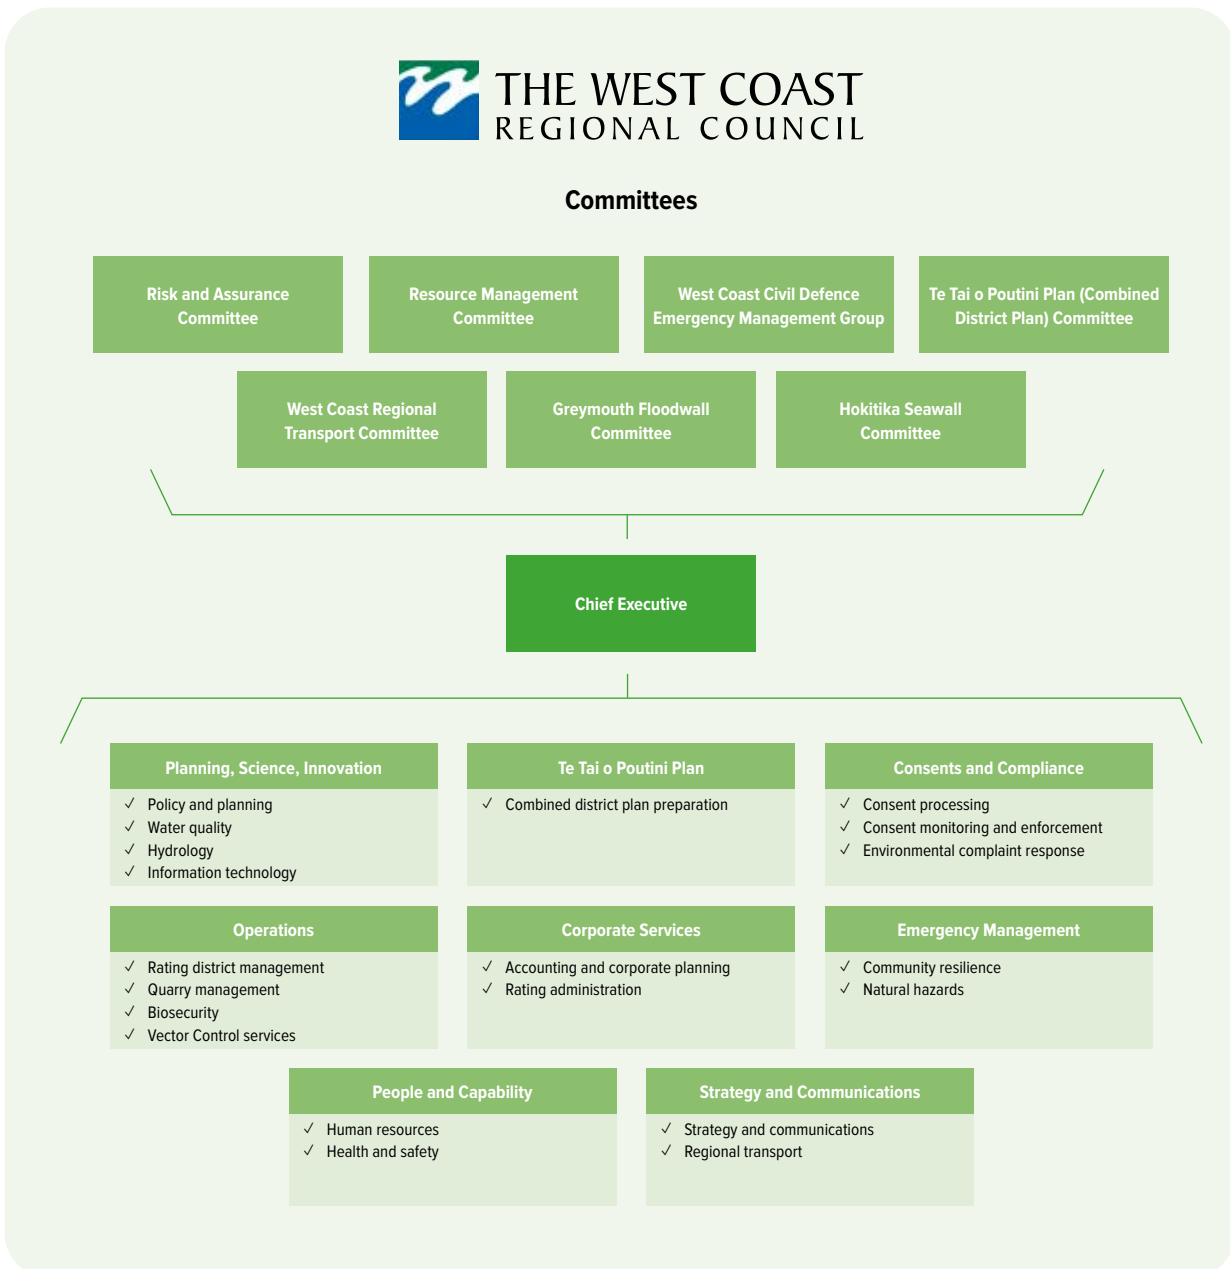 THE WEST COAST
REGIONAL COUNCIL
Committees
Risk and Assurance
Committee
Resource Management
Committee
West Coast Civil Defence
Emergency Management Group
Te Tai o Poutini Plan (Combined
District Plan) Committee
West Coast Regional
Transport Committee
Greymouth Floodwall
Committee
Hokitika Seawall
Committee
Chief Executive
Planning, Science, Innovation
✓ Policy and planning
✓ Water quality
✓ Hydrology
✓ Information technology
Te Tai o Poutini Plan
✓ Combined district plan preparation
Consents and Compliance
✓ Consent processing
✓ Consent monitoring and enforcement
✓ Environmental complaint response
Operations
✓ Rating district management
✓ Quarry management
✓ Biosecurity
✓ Vector Control services
Corporate Services
✓ Accounting and corporate planning
✓ Rating administration
Emergency Management
✓ Community resilience
✓ Natural hazards
People and Capability
✓ Human resources
✓ Health and safety
Strategy and Communications
✓ Strategy and communications
✓ Regional transport